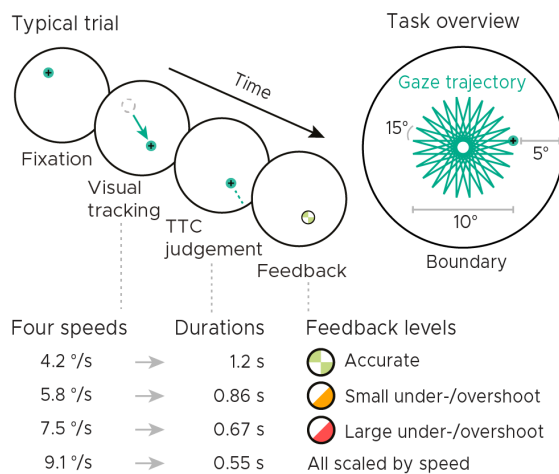 Typical trial
Task overview
Time
Gaze trajectory
15°
5°
10°
Fixation
Visual
tracking
TTC
judgement
Feedback
Boundary
Four speeds
Durations
Feedback levels
4.2 °/s
1.2 s
Accurate
5.8 °/s
0.86 s
Small under-/overshoot
7.5 °/s
0.67 s
Large under-/overshoot
9.1 °/s
0.55 s
All scaled by speed